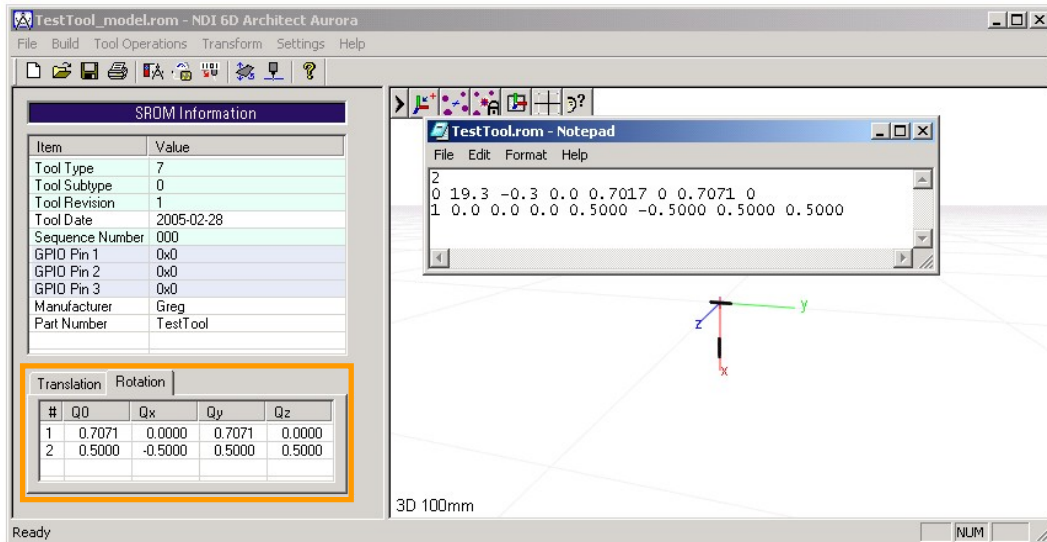 TestTool_model.rom - NDI 6D Architect Aurora
File Build Tool Operations Transform Settings Help
SROM Information
Item Value
Tool Type 7
Tool Subtype 0
Tool Revision 1
Tool Date 2005-02-28
Sequence Number 000
GPIO Pin 1 0x0
GPIO Pin 2 0x0
GPIO Pin 3 0x0
Manufacturer Greg
Part Number TestTool
Translation Rotation
# Q0 Qx Qy Qz
1 0.7071 0.0000 0.7071 0.0000
2 0.5000 -0.5000 0.5000 0.5000
TestTool.rom - Notepad
File Edit Format Help
2
0 19.3 -0.3 0.0 0.7017 0 0.7071 0
1 0.0 0.0 0.0 0.5000 -0.5000 0.5000 0.5000
y
z
x
3D 100mm
Ready NUM